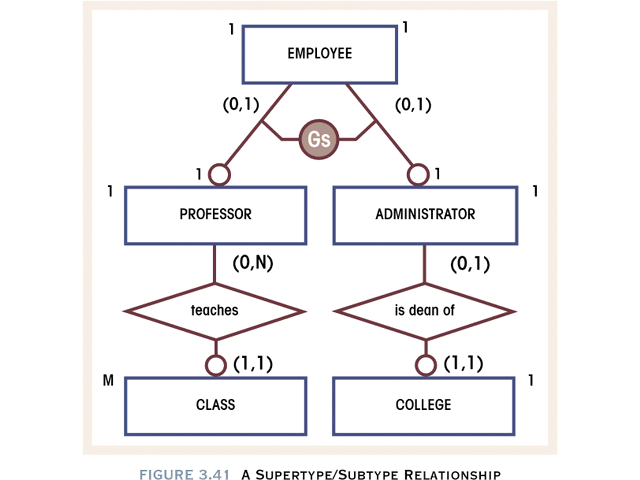 1 1
EMPLOYEE
(0,1) (0,1)
Gs
1 1
1 1
PROFESSOR ADMINISTRATOR
(0,N) (0,1)
teaches is dean of
(1,1) (1,1)
M 1
CLASS COLLEGE
FIGURE 3.41 A SUPERTYPE/SUBTYPE RELATIONSHIP